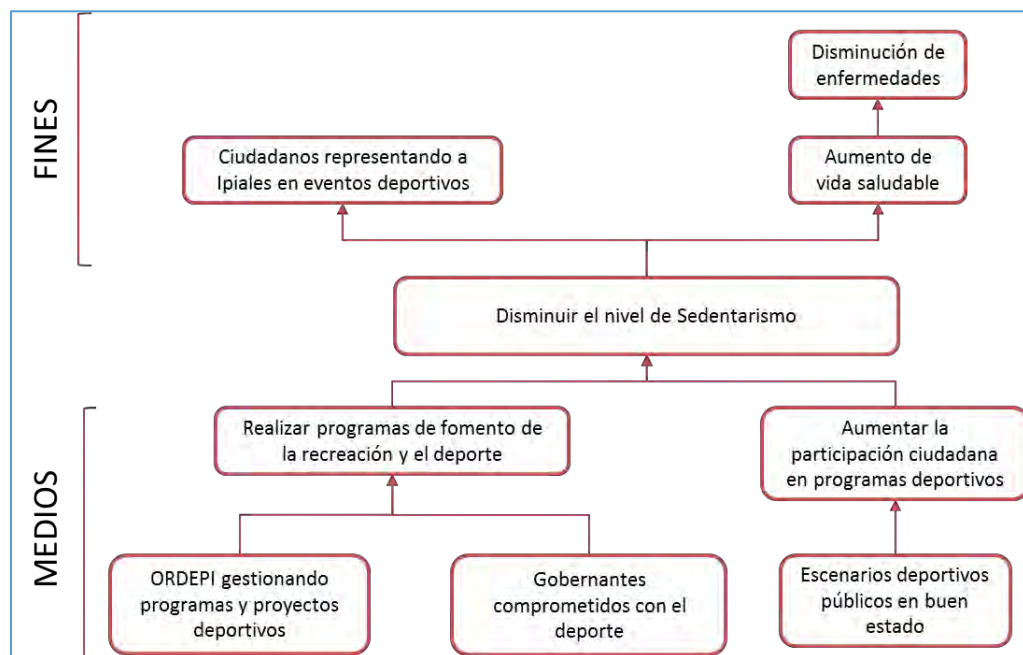 FINES
Disminución de
enfermedades
Ciudadanos representando a
Ipiales en eventos deportivos
Aumento de
vida saludable
Disminuir el nivel de Sedentarismo
MEDIOS
Realizar programas de fomento de
la recreación y el deporte
Aumentar la
participación ciudadana
en programas deportivos
ORDEPI gestionando
programas y proyectos
deportivos
Gobernantes
comprometidos con el
deporte
Escenarios deportivos
públicos en buen
estado